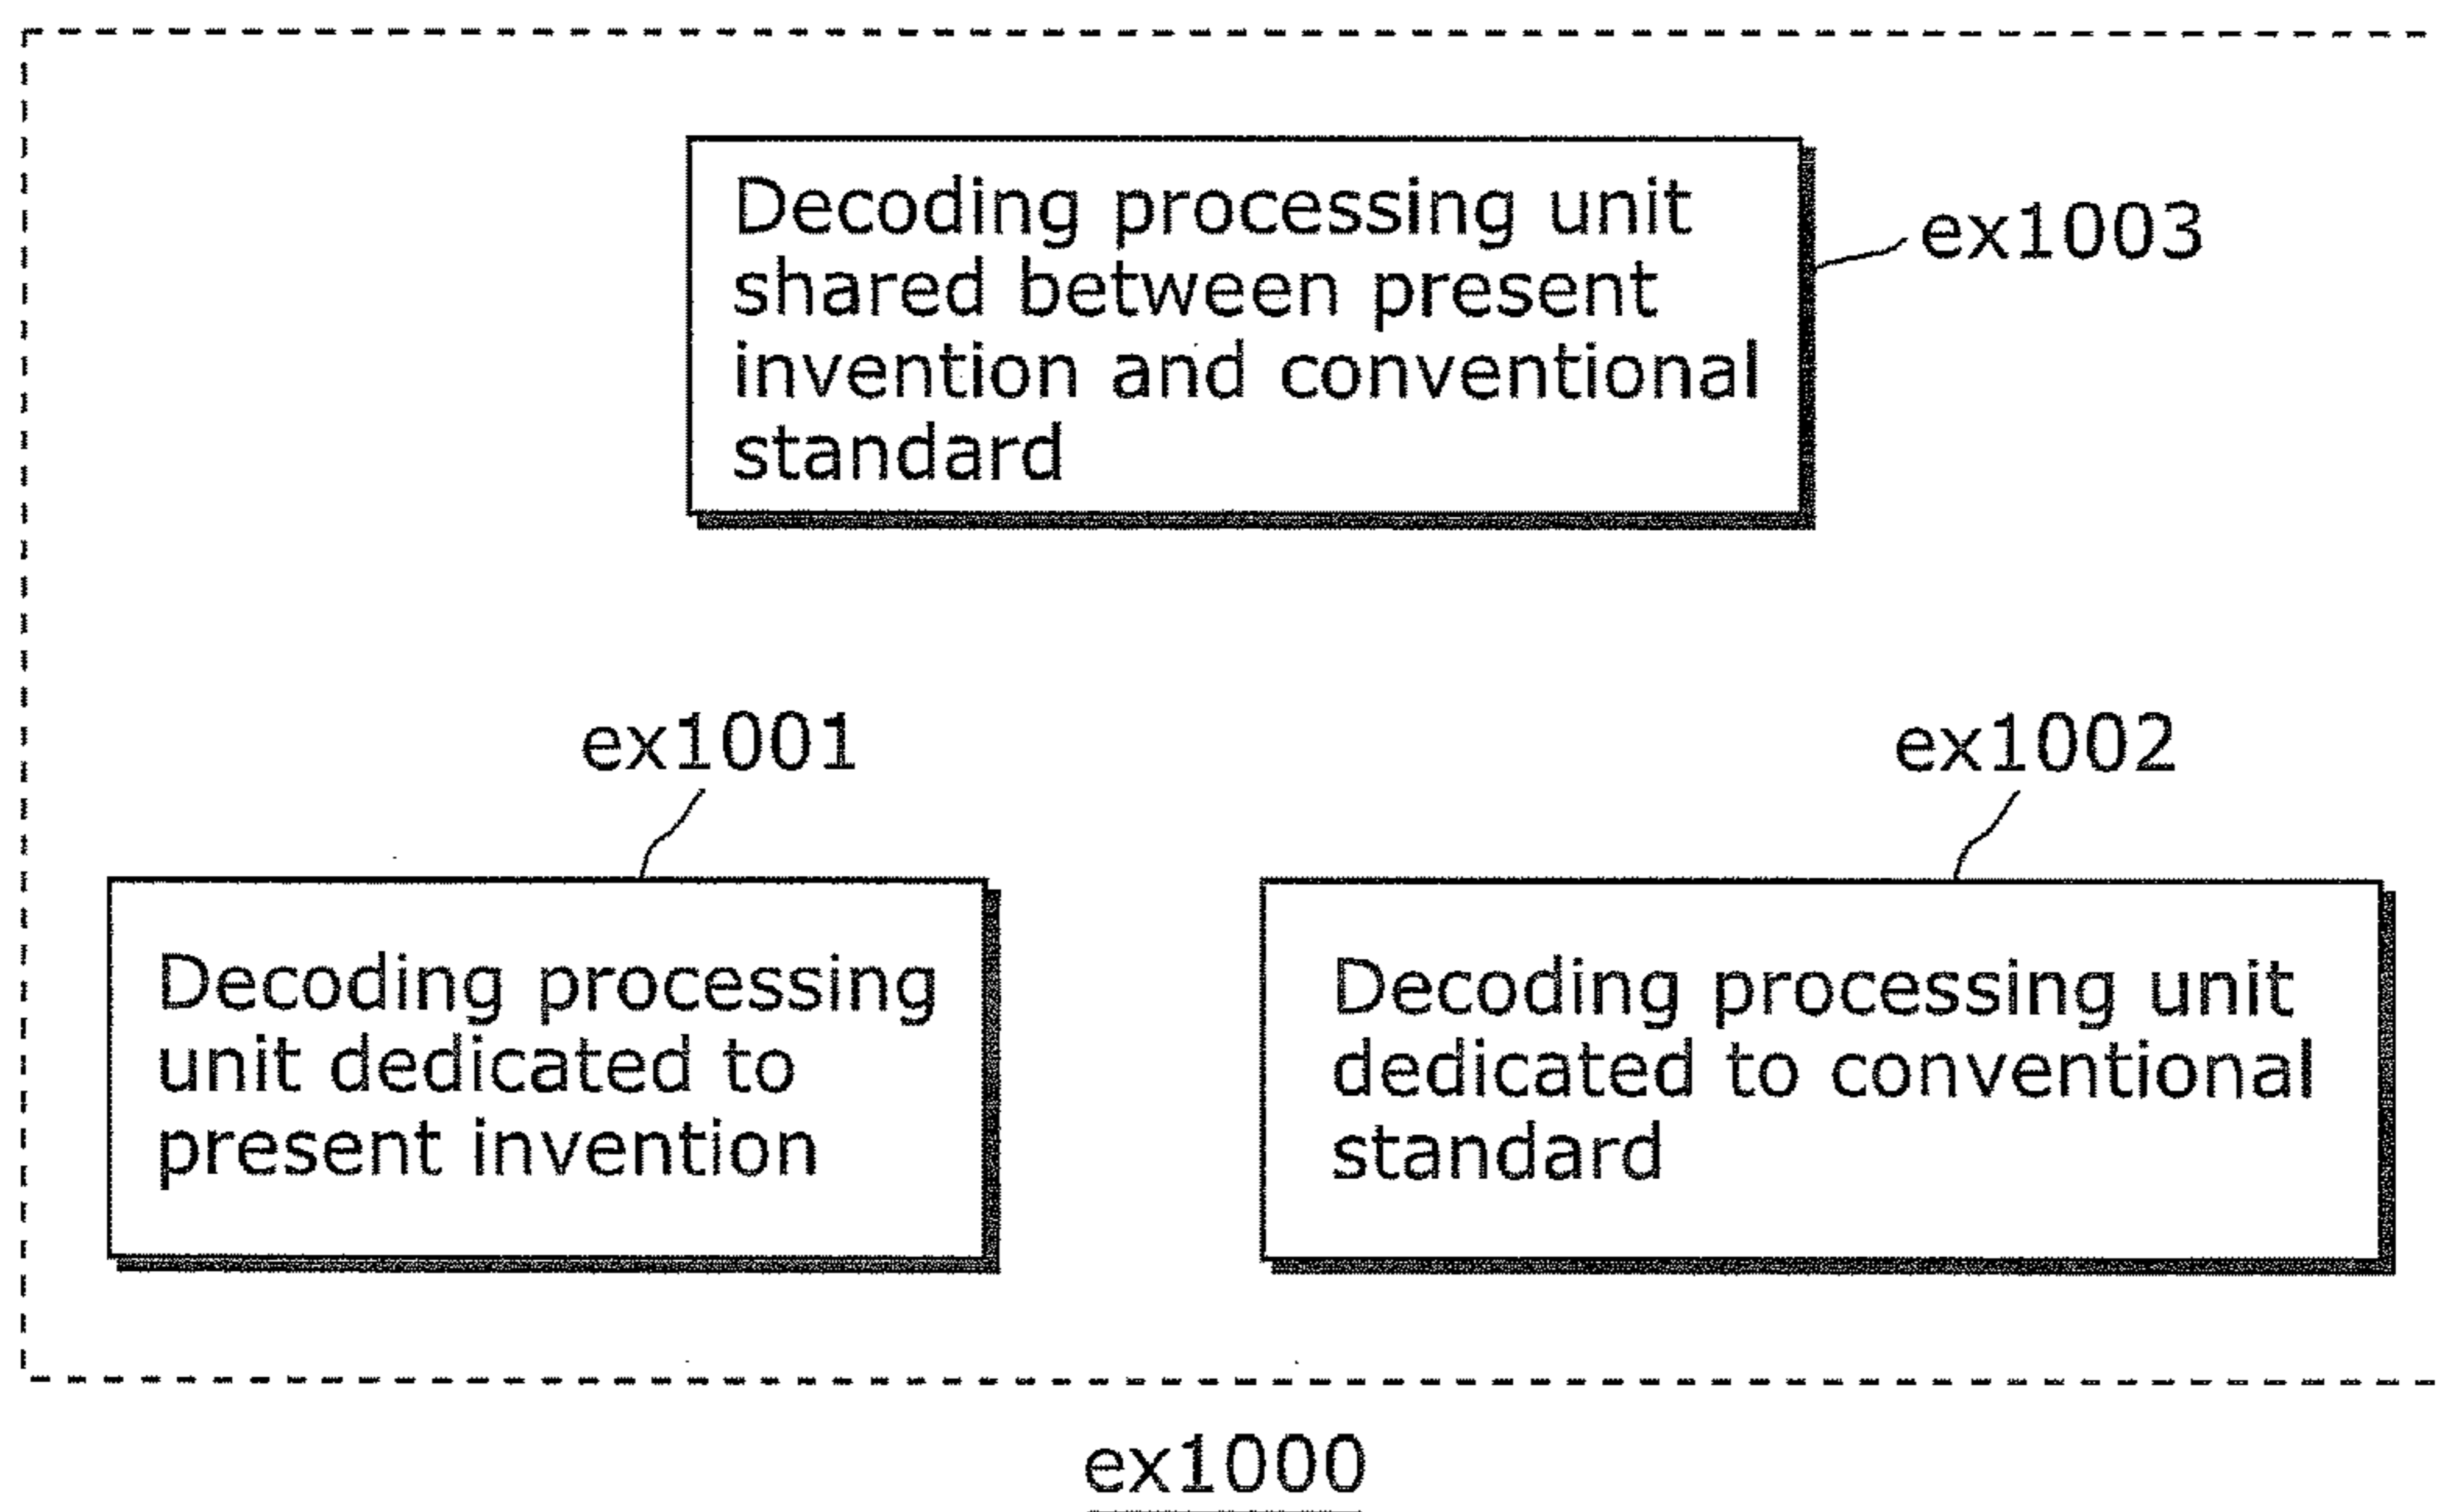 Decoding processing unit
shared between present
invention and conventional
standard
ex1003
ex1001
ex1002
Decoding processing
unit dedicated to
present invention
Decoding processing unit
dedicated to conventional
standard
ex1000